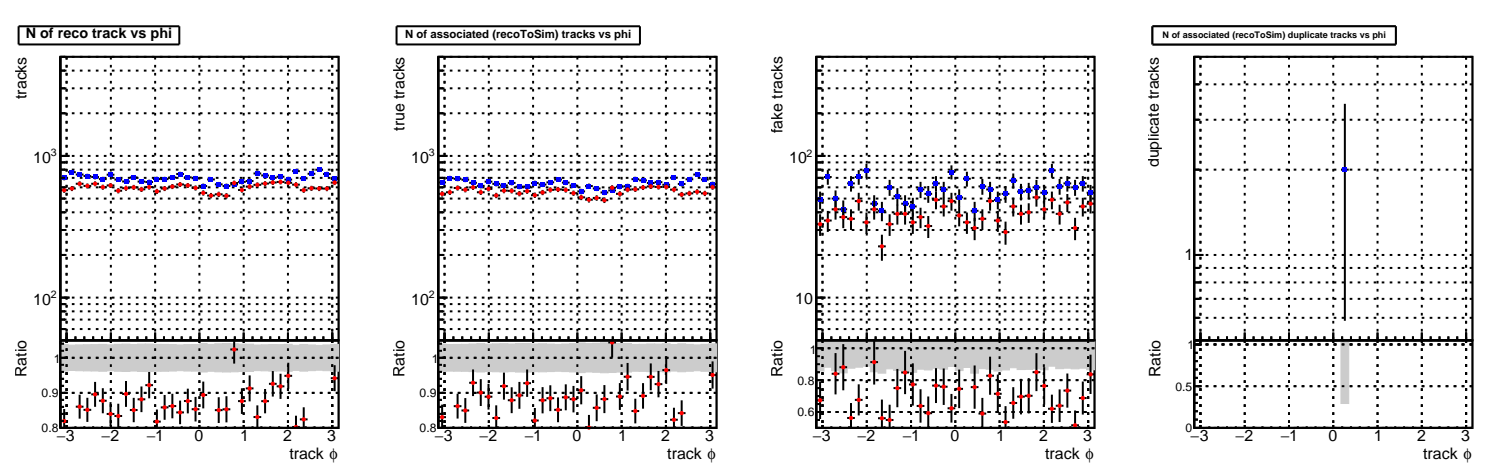 N of reco track vs phi
tracks
10³
10²
Ratio
1
0.9
0.8
−3 −2 −1 0 1 2 3
track ϕ
N of associated (recoToSim) tracks vs phi
true tracks
10³
10²
Ratio
1
0.9
0.8
−3 −2 −1 0 1 2 3
track ϕ
fake tracks
10²
10
Ratio
1
0.8
0.6
−3 −2 −1 0 1 2 3
track ϕ
N of associated (recoToSim) duplicate tracks vs phi
duplicate tracks
1
Ratio
1
0.5
0
−3 −2 −1 0 1 2 3
track ϕ